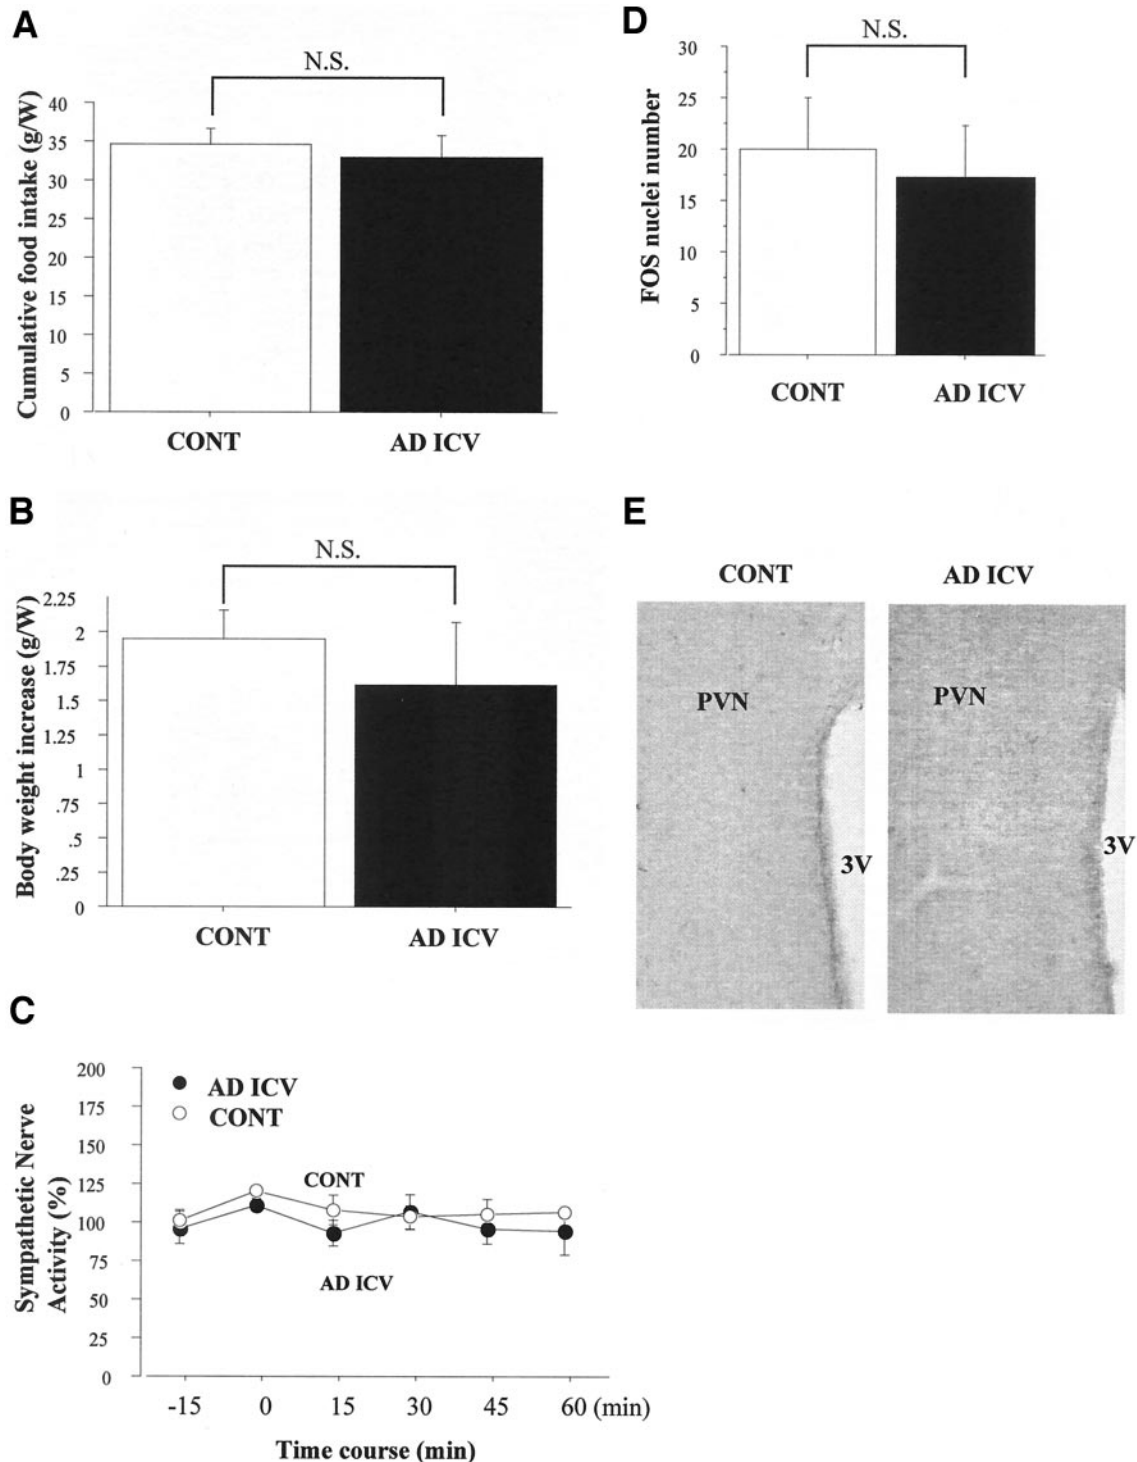 A
N.S.
Cumulative food intake (g/W)
40
35
30
25
20
15
10
5
0
CONT
AD ICV
B
N.S.
Body weight increase (g/W)
2.25
2
1.75
1.5
1.25
1
.75
.5
.25
0
CONT
AD ICV
C
Sympathetic Nerve
Activity (%)
200
175
150
125
100
75
50
25
0
AD ICV
CONT
CONT
AD ICV
-15
0
15
30
45
60 (min)
Time course (min)
D
N.S.
FOS nuclei number
30
25
20
15
10
5
0
CONT
AD ICV
E
CONT
AD ICV
PVN
3V
PVN
3V